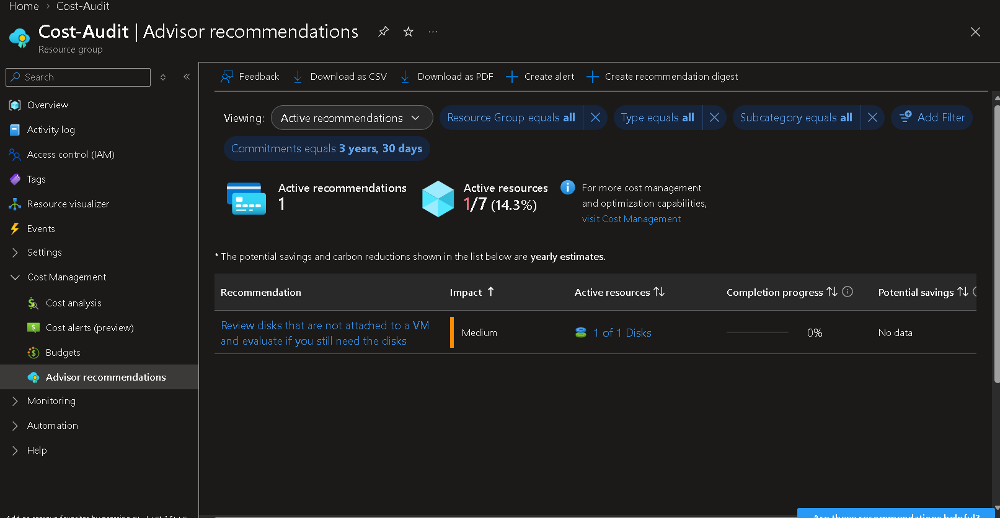 Home > Cost-Audit
Cost-Audit | Advisor recommendations
Resource group
Search
Overview
Activity log
Access control (IAM)
Tags
Resource visualizer
Events
Settings
Cost Management
Cost analysis
Cost alerts (preview)
Budgets
Advisor recommendations
Monitoring
Automation
Help
Feedback Download as CSV Download as PDF Create alert Create recommendation digest
Viewing: Active recommendations Resource Group equals all Type equals all Subcategory equals all Add Filter
Commitments equals 3 years, 30 days
Active recommendations
1
Active resources
1/7 (14.3%)
For more cost management
and optimization capabilities,
visit Cost Management
* The potential savings and carbon reductions shown in the list below are yearly estimates.
Recommendation Impact Active resources Completion progress Potential savings
Review disks that are not attached to a VM
and evaluate if you still need the disks
Medium 1 of 1 Disks 0% No data
Are these recommendations helpful?